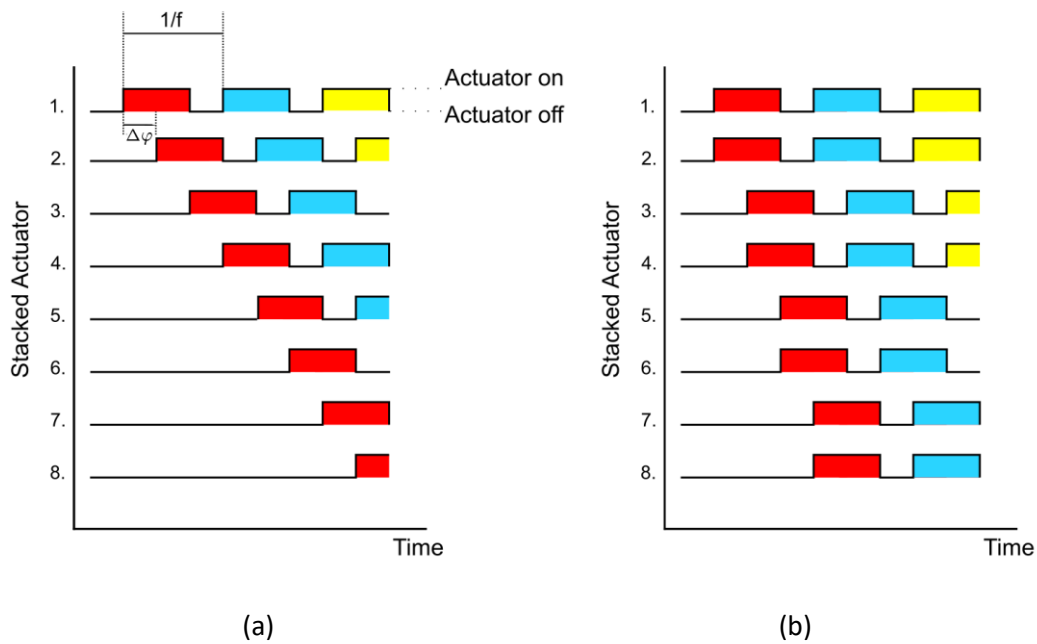 1/f
Actuator on
Actuator off
Δφ
Stacked Actuator
1.
2.
3.
4.
5.
6.
7.
8.
Time
(a)
Stacked Actuator
1.
2.
3.
4.
5.
6.
7.
8.
Time
(b)